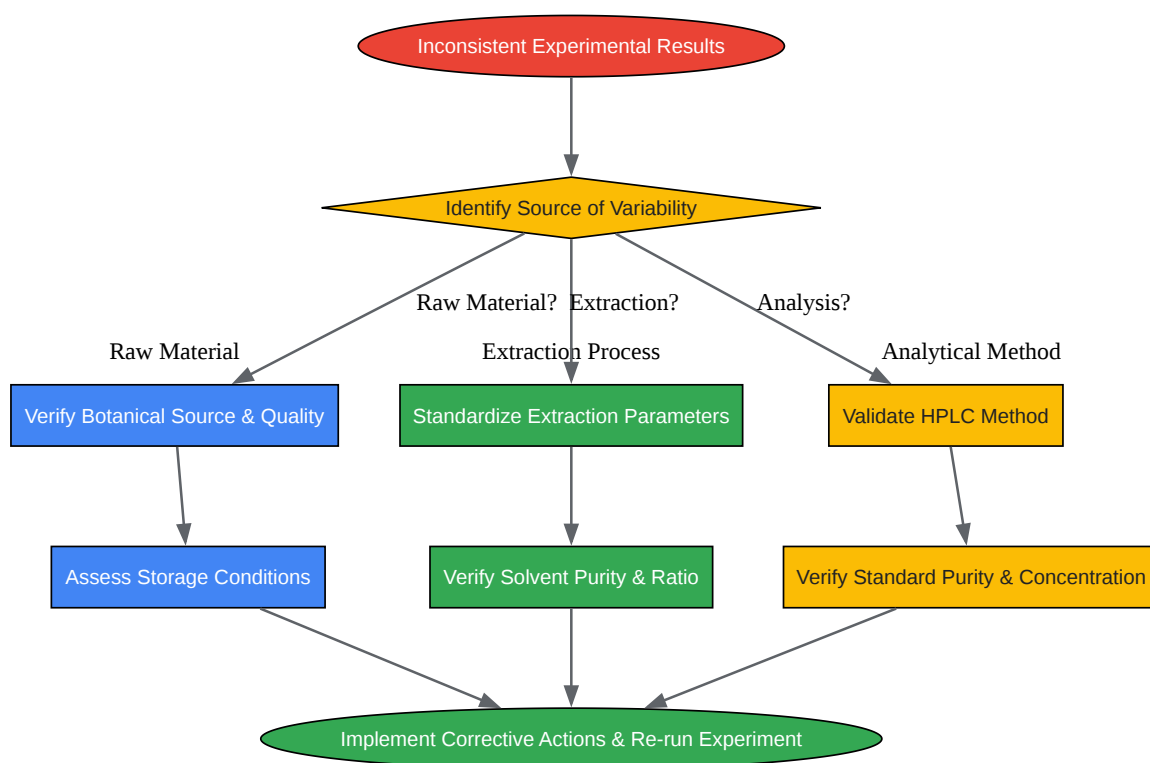 Inconsistent Experimental Results
Identify Source of Variability
Raw Material?
Extraction?
Analysis?
Raw Material
Extraction Process
Analytical Method
Verify Botanical Source & Quality
Standardize Extraction Parameters
Validate HPLC Method
Assess Storage Conditions
Verify Solvent Purity & Ratio
Verify Standard Purity & Concentration
Implement Corrective Actions & Re-run Experiment